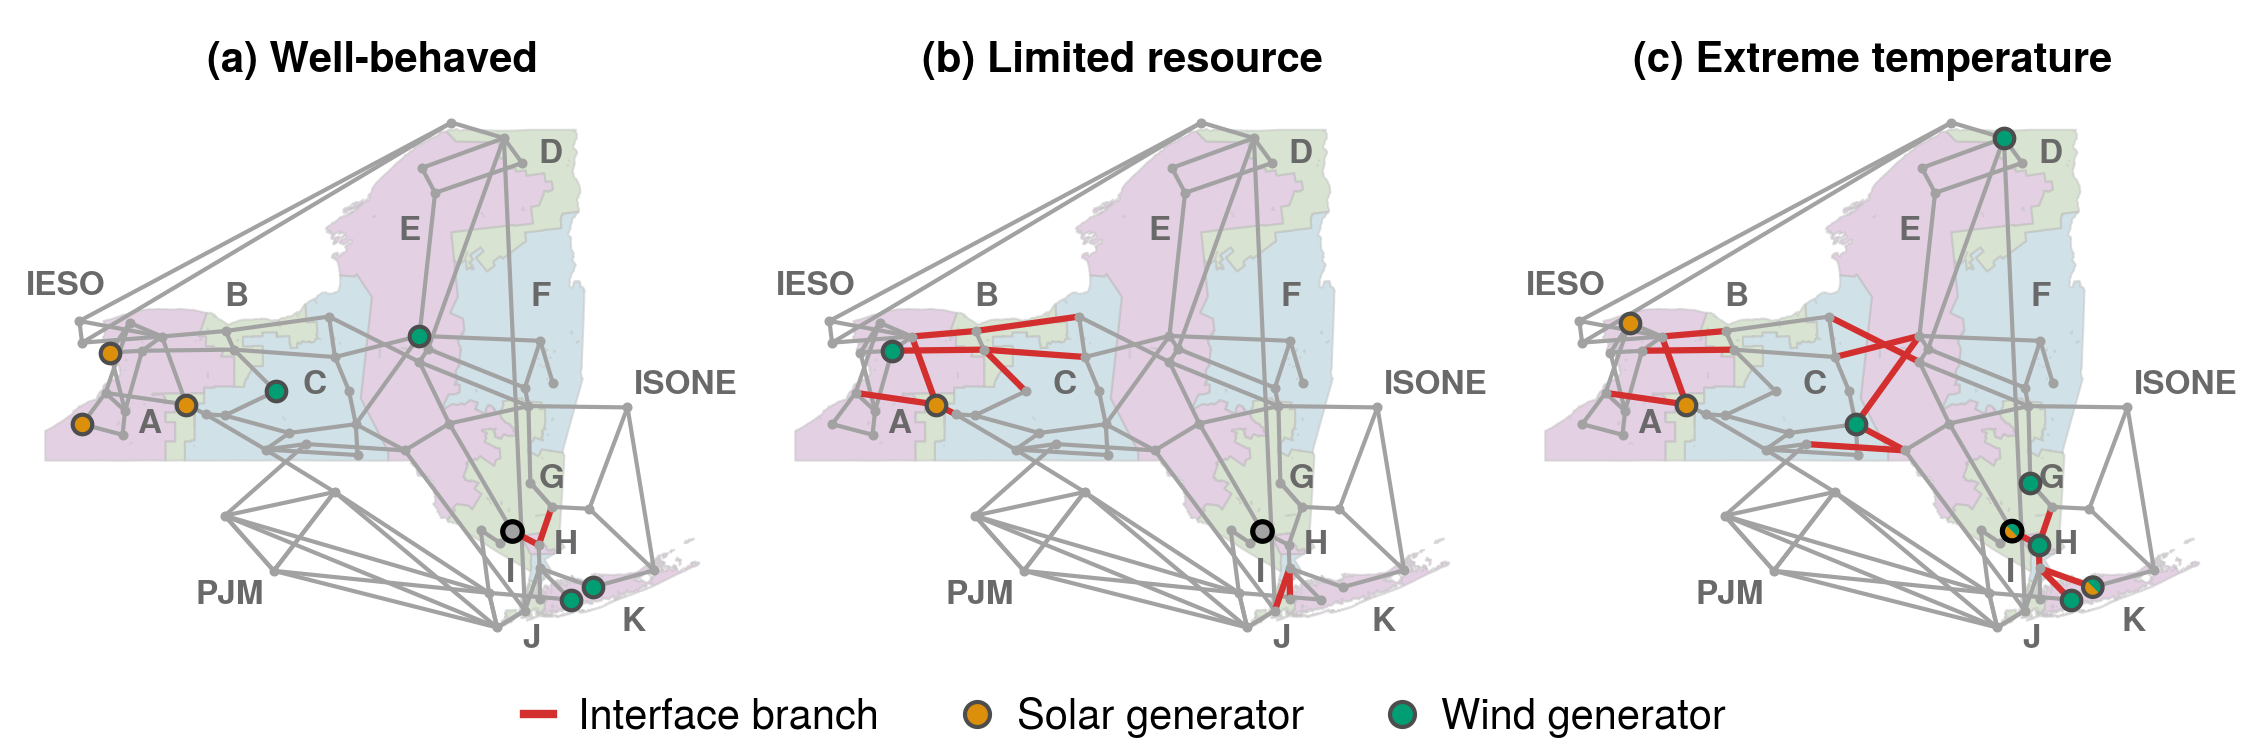 (a) Well-behaved
(b) Limited resource
(c) Extreme temperature
D
E
IESO
B
F
C
ISONE
A
G
H
I
PJM
K
J
D
E
IESO
B
F
C
ISONE
A
G
H
I
PJM
K
J
D
E
IESO
B
F
C
ISONE
A
G
H
I
PJM
K
J
Interface branch
Solar generator
Wind generator